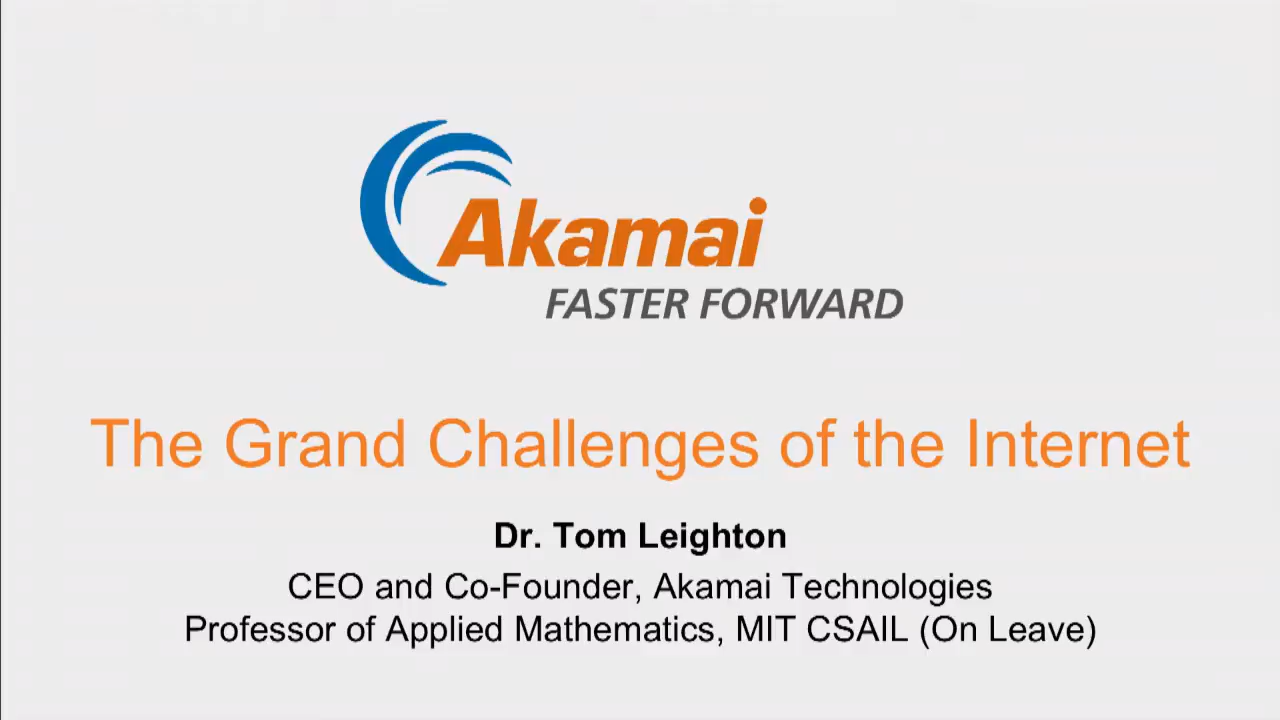 Akamai
FASTER FORWARD
The Grand Challenges of the Internet
Dr. Tom Leighton
CEO and Co-Founder, Akamai Technologies
Professor of Applied Mathematics, MIT CSAIL (On Leave)